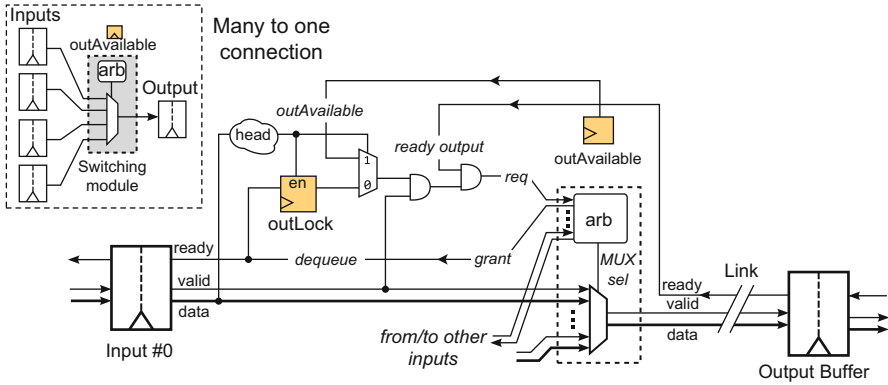 Inputs
outAvailable
arb
Output
Switching
module
Many to one
connection
outAvailable
head
ready output
outAvailable
1
0
en
outLock
req
arb
ready
dequeue
grant
MUX
sel
valid
data
Link
ready
valid
data
from/to other
inputs
Input #0
Output Buffer